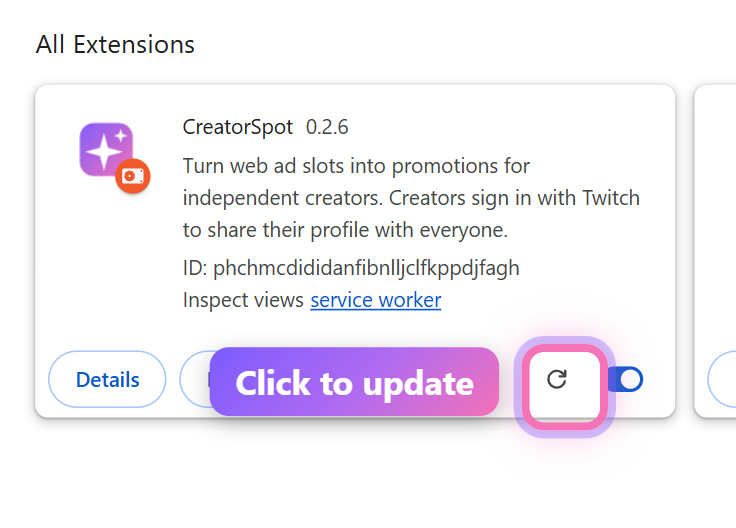 All Extensions
CreatorSpot 0.2.6
Turn web ad slots into promotions for
independent creators. Creators sign in with Twitch
to share their profile with everyone.
ID: phchmcdididanfibnlljclfkppdjfagh
Inspect views service worker
Details
Click to update